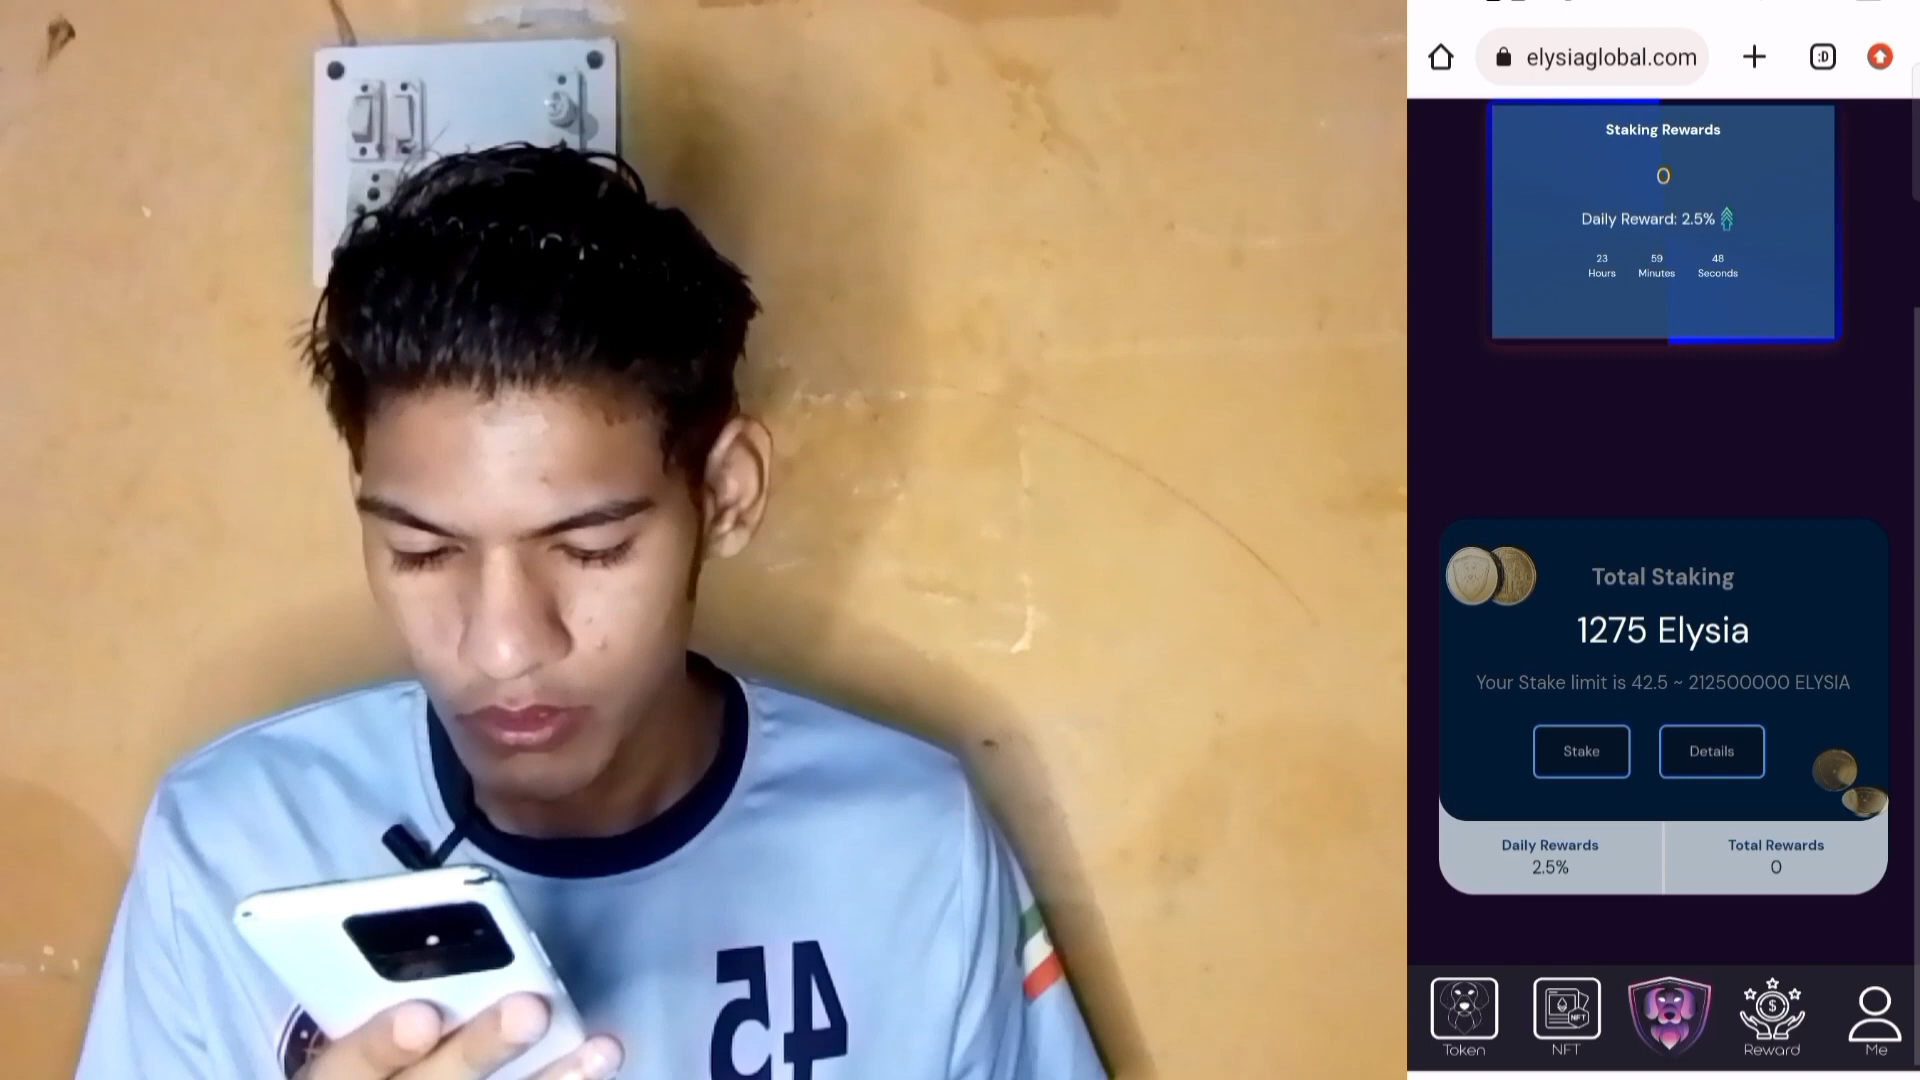 elysiaglobal.com
:D
Staking Rewards
0
Daily Reward: 2.5%
23 59 48
Hours Minutes Seconds
Total Staking
1275 Elysia
Your Stake limit is 42.5 ~ 212500000 ELYSIA
Stake Details
Daily Rewards Total Rewards
2.5% 0
45
NFT
$
Token NFT Reward Me